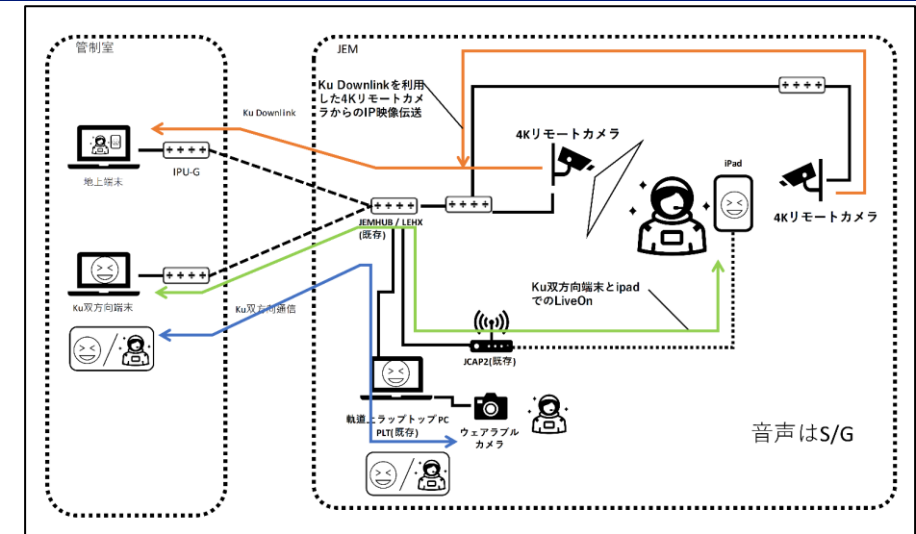 管制室
JEM
Ku Downlinkを利用
した4Kリモートカメ
ラからのIP映像伝送
Ku Downlink
4Kリモートカメラ
iPad
IPU-G
地上端末
4Kリモートカメラ
JEMHUB / LEHX
(既存)
Ku双方向端末とipad
でのLiveOn
Ku双方向端末
Ku双方向通信
JCAP2(既存)
軌道上ラップトップPC
PLT(既存)
ウェアラブル
カメラ
音声はS/G